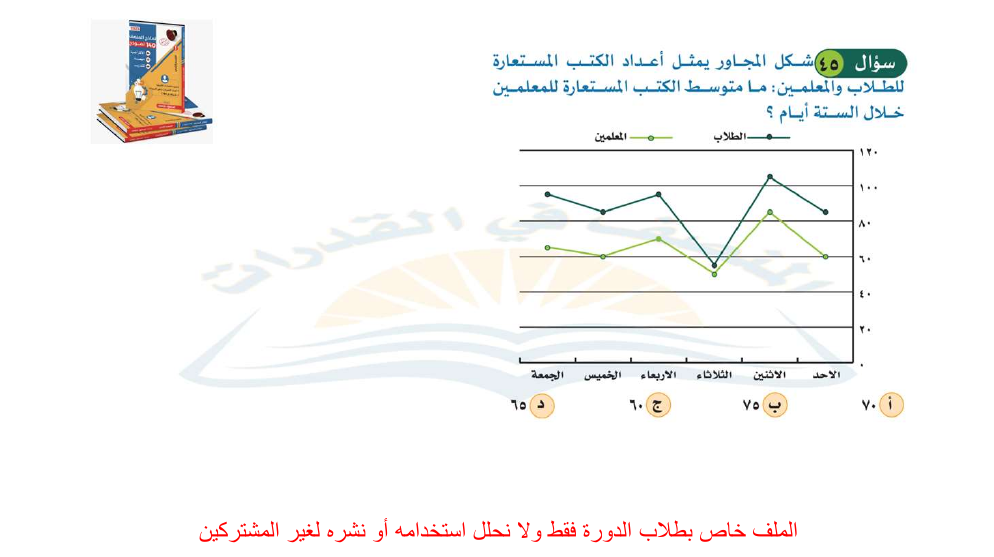 سؤال ٤٥ شكل المجاور يمثل أعداد الكتب المستعارة
للطلاب والمعلمين: ما متوسط الكتب المستعارة للمعلمين
خلال الستة أيام ؟
الطلاب المعلمين
١٢٠
١٠٠
٨٠
٦٠
٤٠
٢٠
٠
الاحد الاثنين الثلاثاء الاربعاء الخميس الجمعة
أ ٧٠ ب ٧٥ ج ٦٠ د ٦٥
في القدرات
الملف خاص بطلاب الدورة فقط ولا نحلل استخدامه أو نشره لغير المشتركين